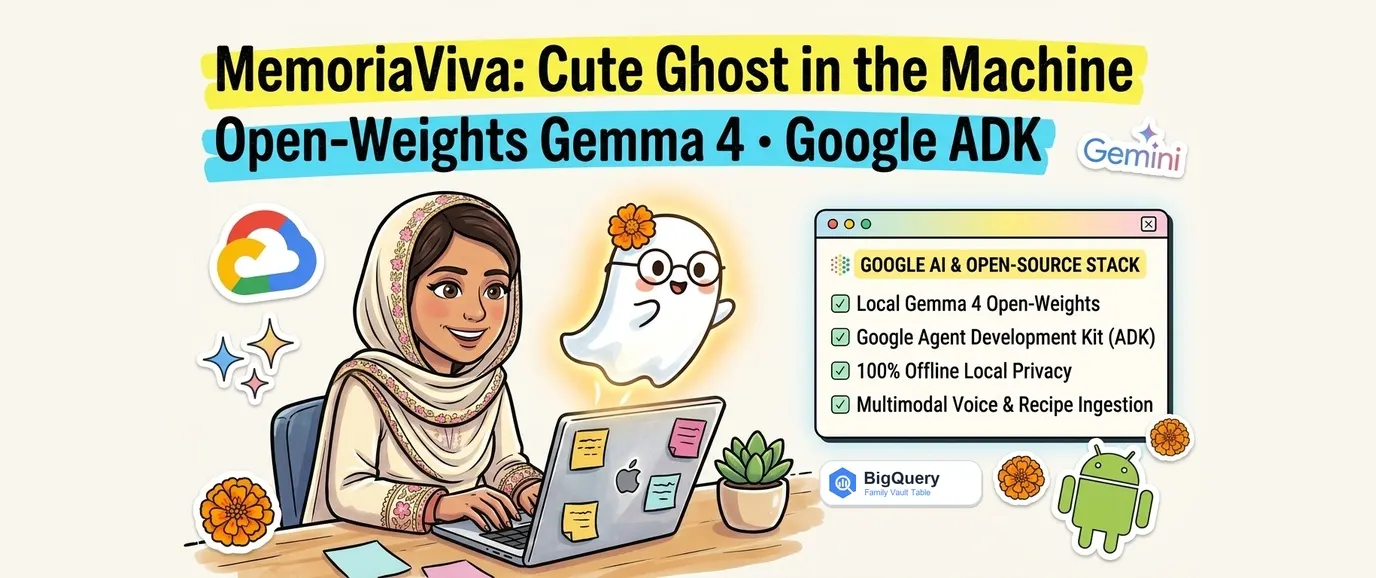 MemoriaViva: Cute Ghost in the Machine
Open-Weights Gemma 4 • Google ADK
Gemini
GOOGLE AI & OPEN-SOURCE STACK
Local Gemma 4 Open-Weights
Google Agent Development Kit (ADK)
100% Offline Local Privacy
Multimodal Voice & Recipe Ingestion
BigQuery
Family Vault Table